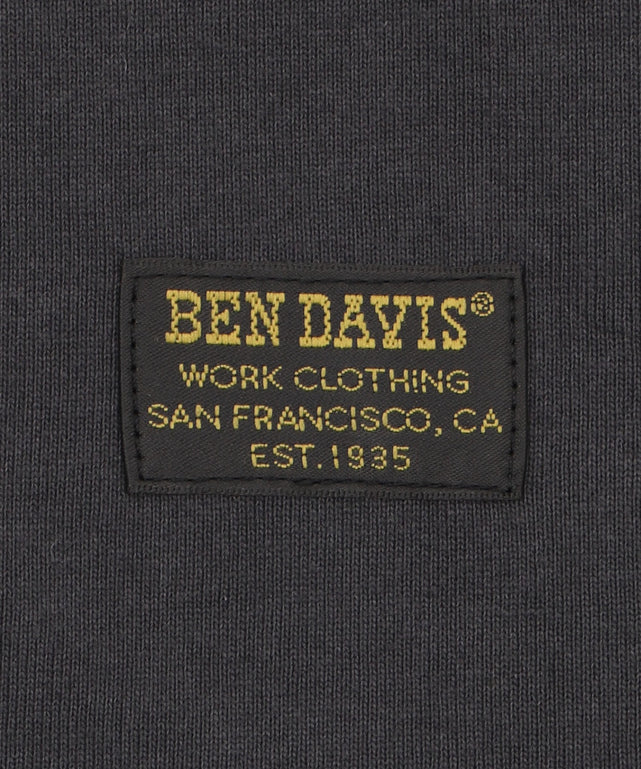 BEN DAVIS®
WORK CLOTHING
SAN FRANCISCO, CA
EST.1935